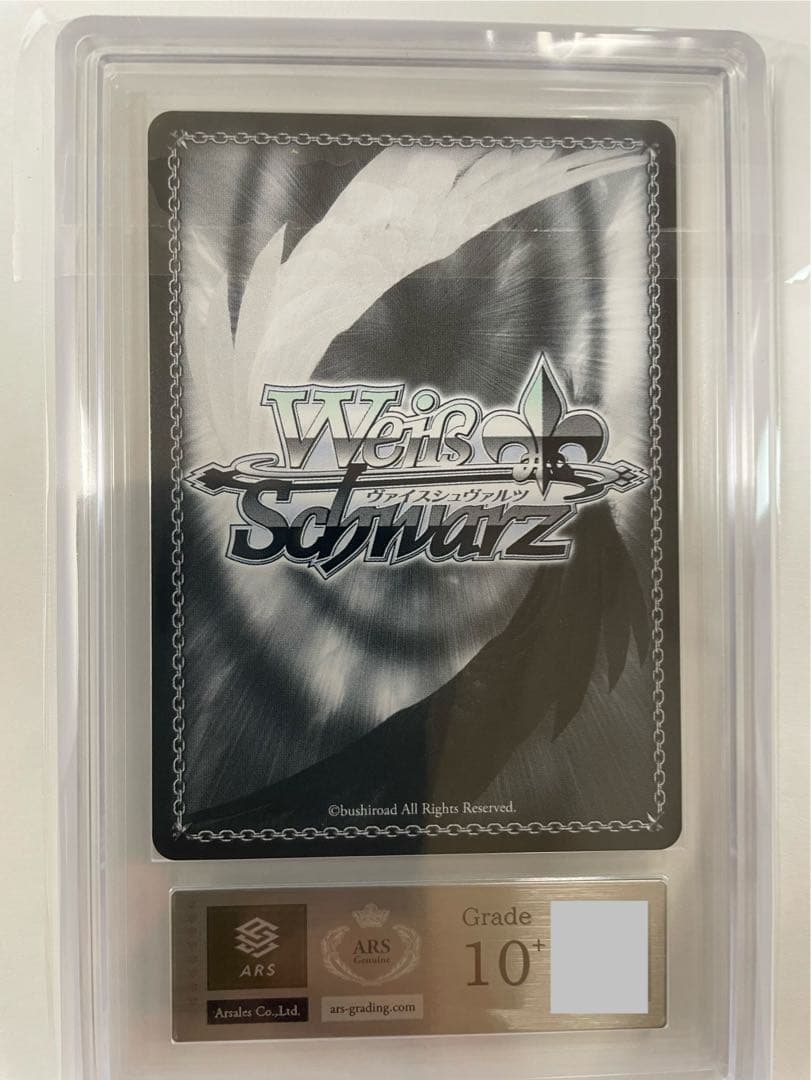 Weiß
ヴァイスシュヴァルツ
Schwarz
©bushiroad All Rights Reserved.
ARS
Arsales Co.,Ltd.
ARS
Genuine
ars-grading.com
Grade
10+